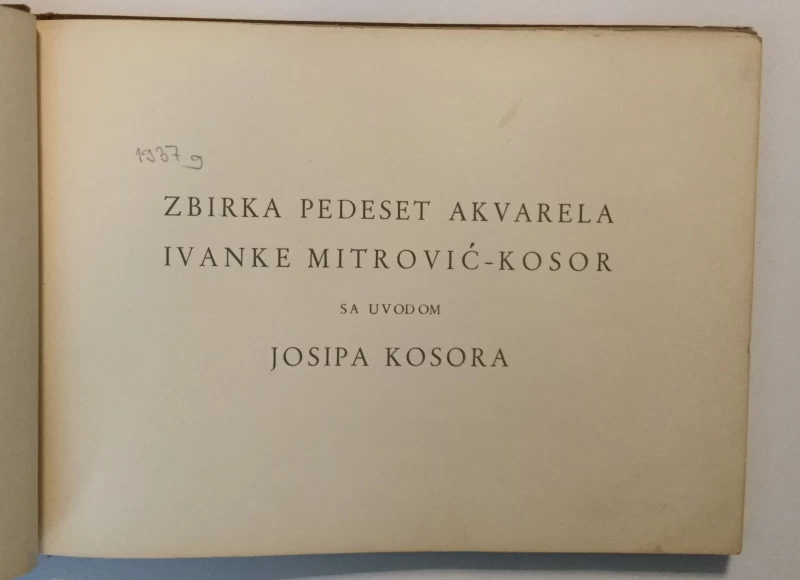 1937 g
ZBIRKA PEDESET AKVARELA
IVANKE MITROVIĆ-KOSOR
SA UVODOM
JOSIPA KOSORA